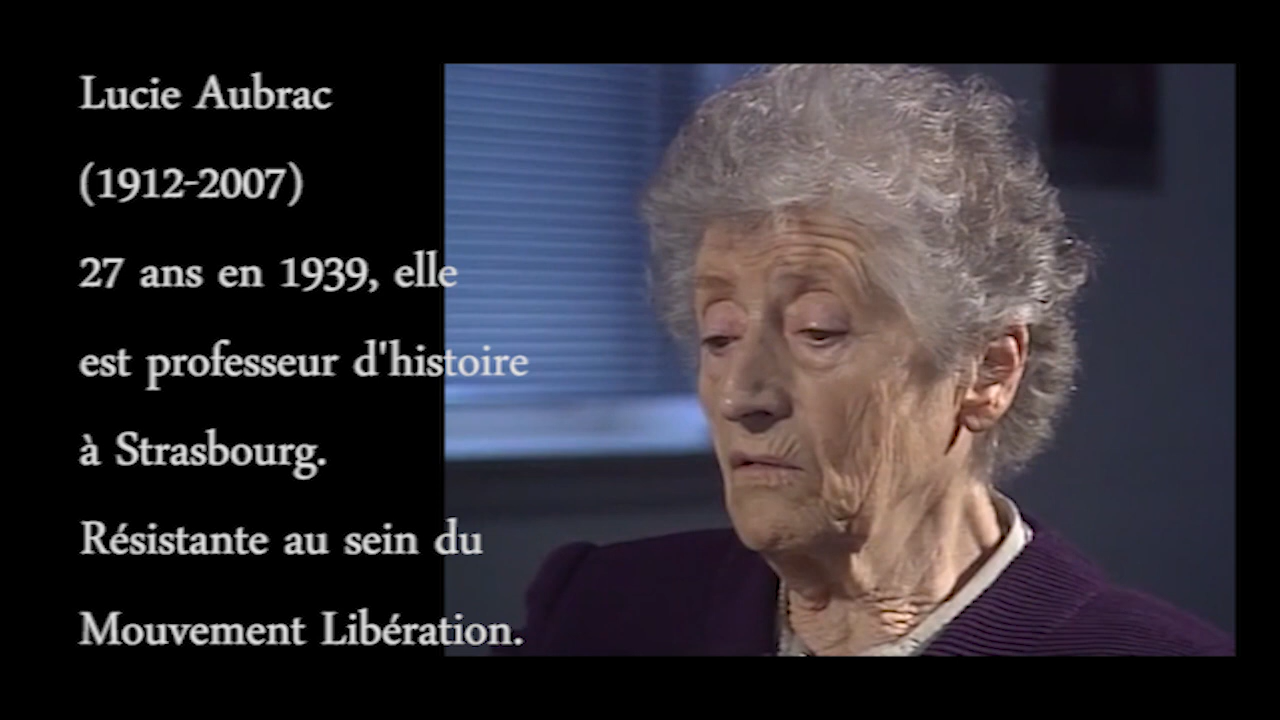 Lucie Aubrac
(1912-2007)
27 ans en 1939, elle
est professeur d'histoire
à Strasbourg.
Résistante au sein du
Mouvement Libération.